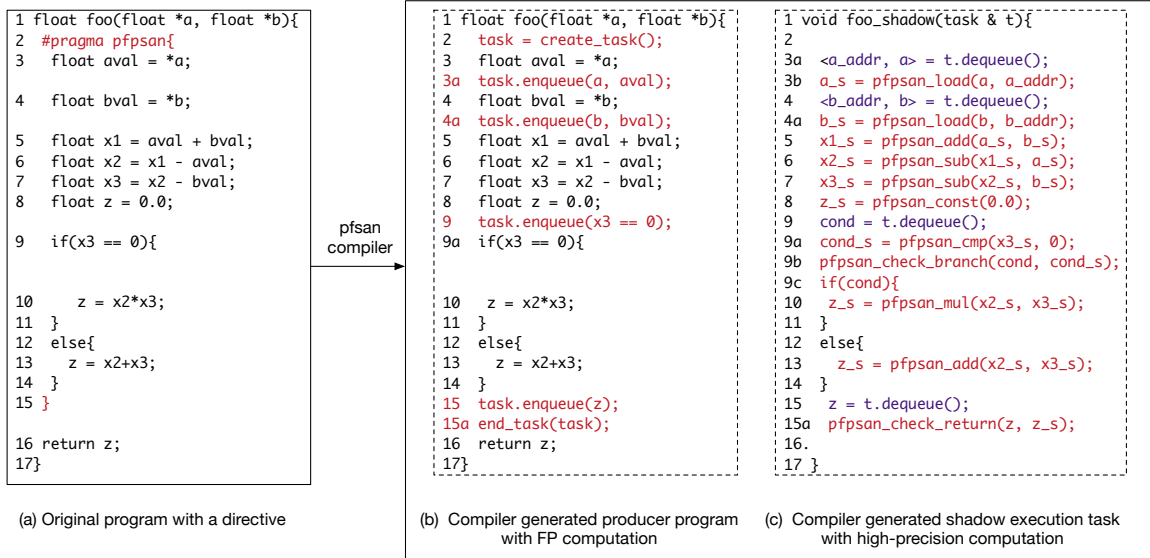 1 float foo(float *a, float *b){
2 #pragma pfpsan{
3 float aval = *a;
4 float bval = *b;
5 float x1 = aval + bval;
6 float x2 = x1 - aval;
7 float x3 = x2 - bval;
8 float z = 0.0;
9 if(x3 == 0){
10 z = x2*x3;
11 }
12 else{
13 z = x2+x3;
14 }
15 }
16 return z;
17}
(a) Original program with a directive
pfsan
compiler
1 float foo(float *a, float *b){
2 task = create_task();
3 float aval = *a;
3a task.enqueue(a, aval);
4 float bval = *b;
4a task.enqueue(b, bval);
5 float x1 = aval + bval;
6 float x2 = x1 - aval;
7 float x3 = x2 - bval;
8 float z = 0.0;
9 task.enqueue(x3 == 0);
9a if(x3 == 0){
10 z = x2*x3;
11 }
12 else{
13 z = x2+x3;
14 }
15 task.enqueue(z);
15a end_task(task);
16 return z;
17}
(b) Compiler generated producer program
with FP computation
1 void foo_shadow(task & t){
2
3a <a_addr, a> = t.dequeue();
3b a_s = pfpsan_load(a, a_addr);
4 <b_addr, b> = t.dequeue();
4a b_s = pfpsan_load(b, b_addr);
5 x1_s = pfpsan_add(a_s, b_s);
6 x2_s = pfpsan_sub(x1_s, a_s);
7 x3_s = pfpsan_sub(x2_s, b_s);
8 z_s = pfpsan_const(0.0);
9 cond = t.dequeue();
9a cond_s = pfpsan_cmp(x3_s, 0);
9b pfpsan_check_branch(cond, cond_s);
9c if(cond){
10 z_s = pfpsan_mul(x2_s, x3_s);
11 }
12 else{
13 z_s = pfpsan_add(x2_s, x3_s);
14 }
15 z = t.dequeue();
15a pfpsan_check_return(z, z_s);
16.
17 }
(c) Compiler generated shadow execution task
with high-precision computation